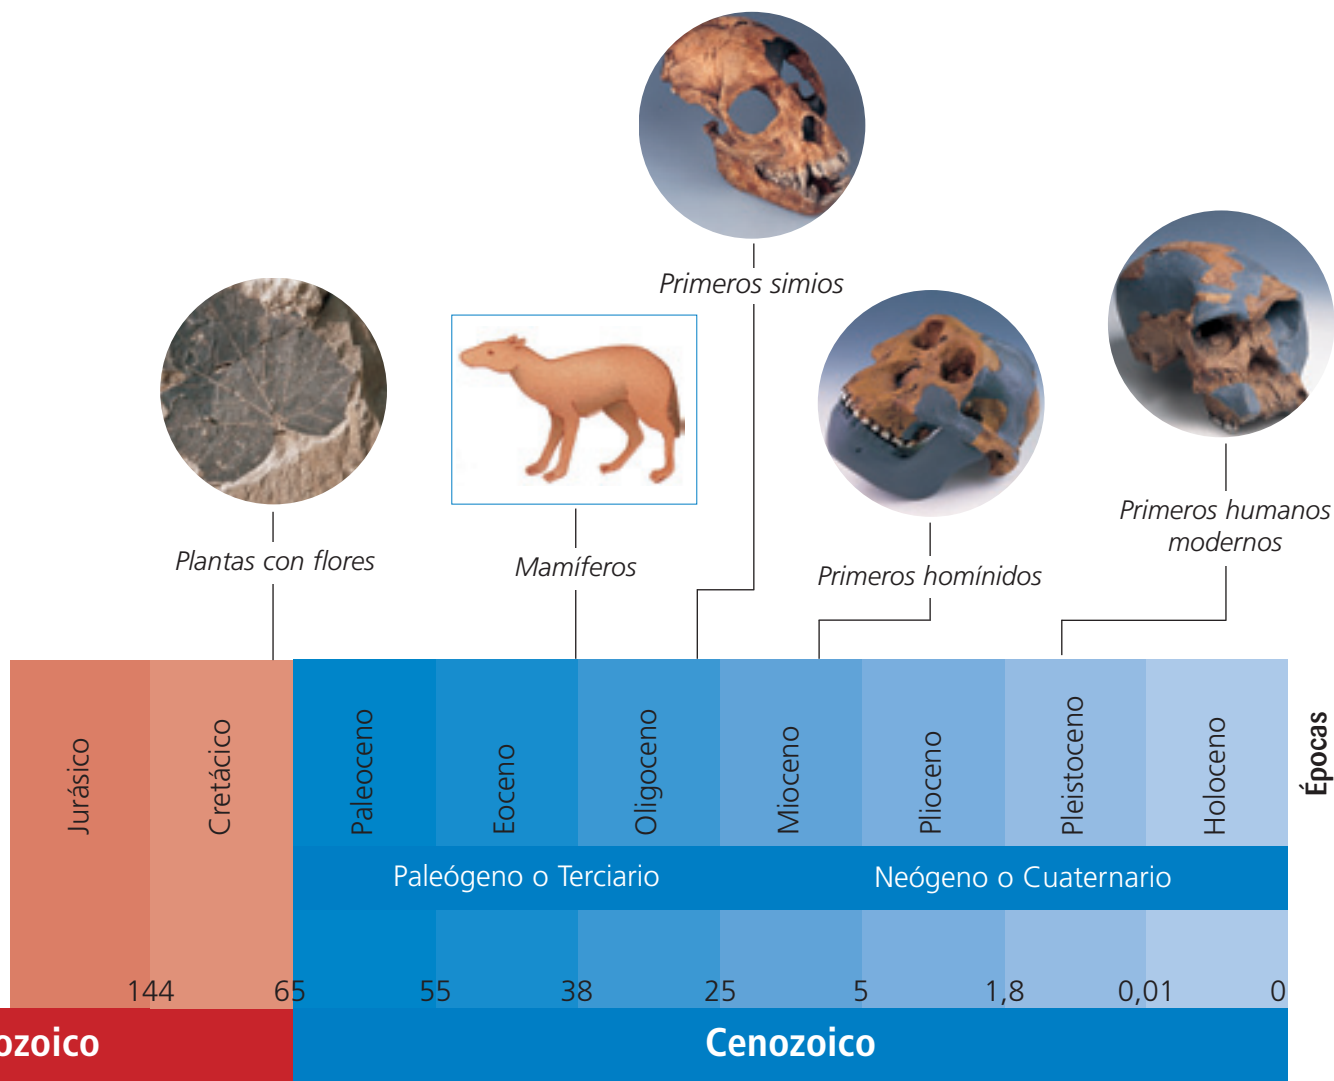 Primeros simios
Plantas con flores
Mamíferos
Primeros homínidos
Primeros humanos
modernos
Jurásico
Cretácico
Paleoceno
Eoceno
Oligoceno
Mioceno
Plioceno
Pleistoceno
Holoceno
Épocas
Paleógeno o Terciario
Neógeno o Cuaternario
144 65 55 38 25 5 1,8 0,01 0
ozoico
Cenozoico